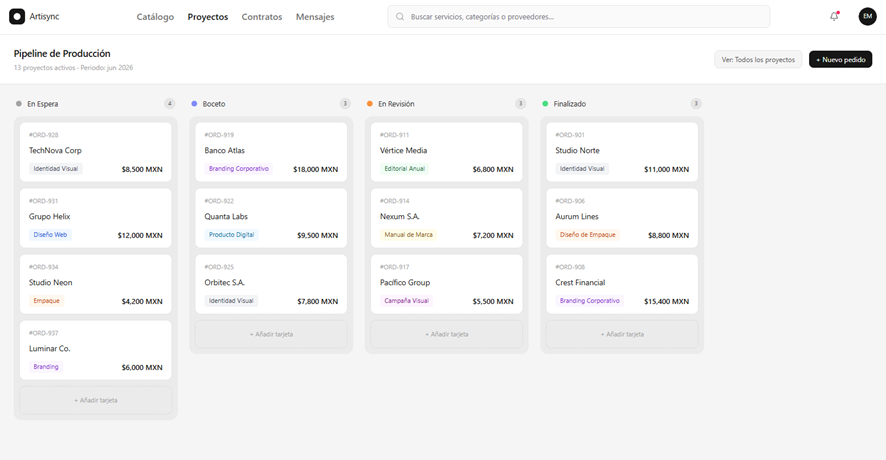 Artisync
Catálogo
Proyectos
Contratos
Mensajes
Buscar servicios, categorías o proveedores...
EM
Pipeline de Producción
13 proyectos activos · Periodo: jun 2026
Ver: Todos los proyectos
+ Nuevo pedido
En Espera
4
#ORD-928
TechNova Corp
Identidad Visual
$8,500 MXN
#ORD-931
Grupo Helix
Diseño Web
$12,000 MXN
#ORD-934
Studio Neon
Empaque
$4,200 MXN
#ORD-937
Luminar Co.
Branding
$6,000 MXN
+ Añadir tarjeta
Boceto
3
#ORD-919
Banco Atlas
Branding Corporativo
$18,000 MXN
#ORD-922
Quanta Labs
Producto Digital
$9,500 MXN
#ORD-925
Orbitec S.A.
Identidad Visual
$7,800 MXN
+ Añadir tarjeta
En Revisión
3
#ORD-911
Vértice Media
Editorial Anual
$6,800 MXN
#ORD-914
Nexum S.A.
Manual de Marca
$7,200 MXN
#ORD-917
Pacífico Group
Campaña Visual
$5,500 MXN
+ Añadir tarjeta
Finalizado
3
#ORD-901
Studio Norte
Identidad Visual
$11,000 MXN
#ORD-906
Aurum Lines
Diseño de Empaque
$8,800 MXN
#ORD-908
Crest Financial
Branding Corporativo
$15,400 MXN
+ Añadir tarjeta